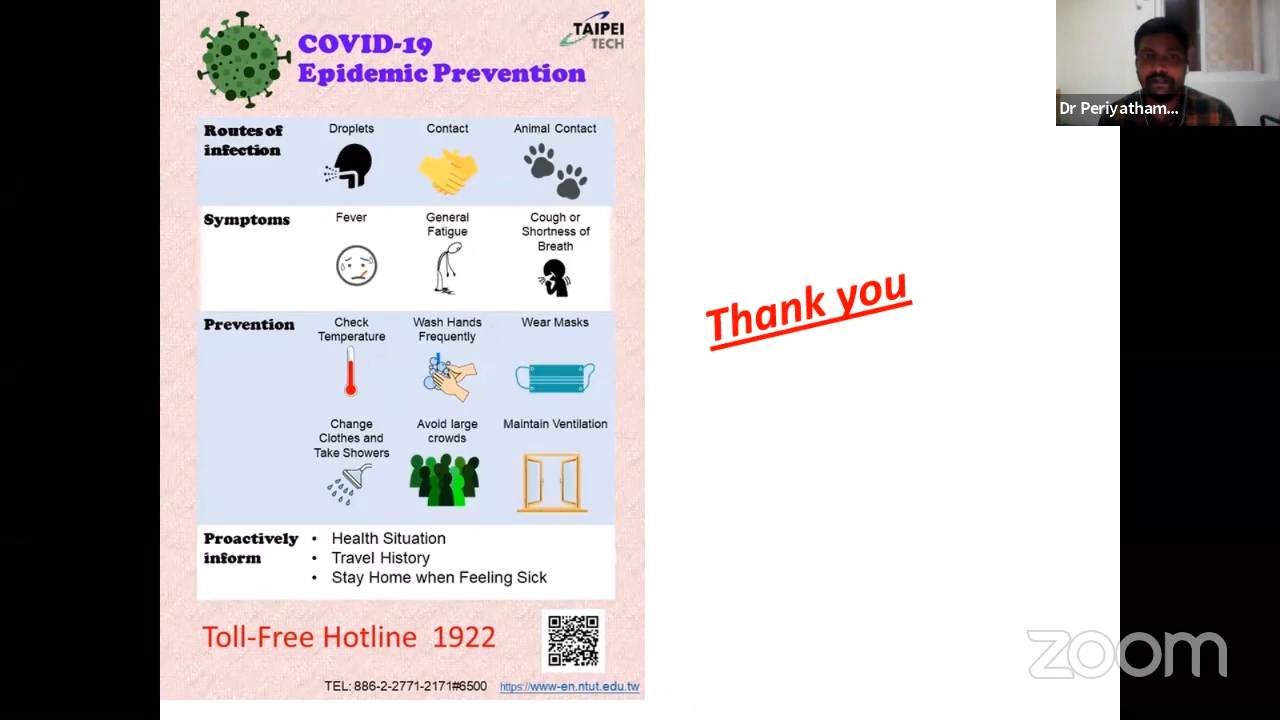 COVID-19
Epidemic Prevention
TAIPEI
TECH
Routes of
infection
Droplets
Contact
Animal Contact
Symptoms
Fever
General
Fatigue
Cough or
Shortness of
Breath
Prevention
Check
Temperature
Wash Hands
Frequently
Wear Masks
Change
Clothes and
Take Showers
Avoid large
crowds
Maintain Ventilation
Proactively
inform
• Health Situation
• Travel History
• Stay Home when Feeling Sick
Toll-Free Hotline 1922
TEL: 886-2-2771-2171#6500
https://www-en.ntut.edu.tw
Thank you
Dr Periyatham...
zoom